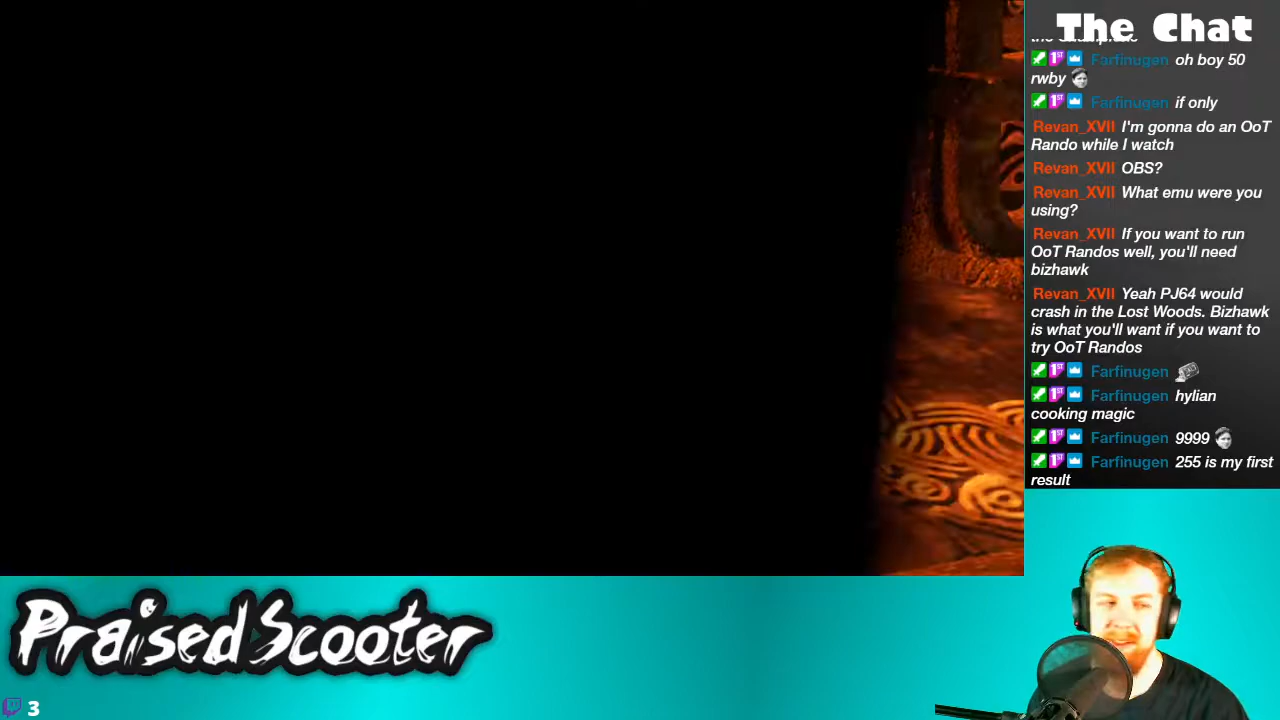 The Chat
Farfinugen oh boy 50
rwby
Farfinugen if only
Revan_XVII I'm gonna do an OoT
Rando while I watch
Revan_XVII OBS?
Revan_XVII What emu were you
using?
Revan_XVII If you want to run
OoT Randos well, you'll need
bizhawk
Revan_XVII Yeah PJ64 would
crash in the Lost Woods. Bizhawk
is what you'll want if you want to
try OoT Randos
Farfinugen
Farfinugen hylian
cooking magic
Farfinugen 9999
Farfinugen 255 is my first
result
PraisedScooter
3